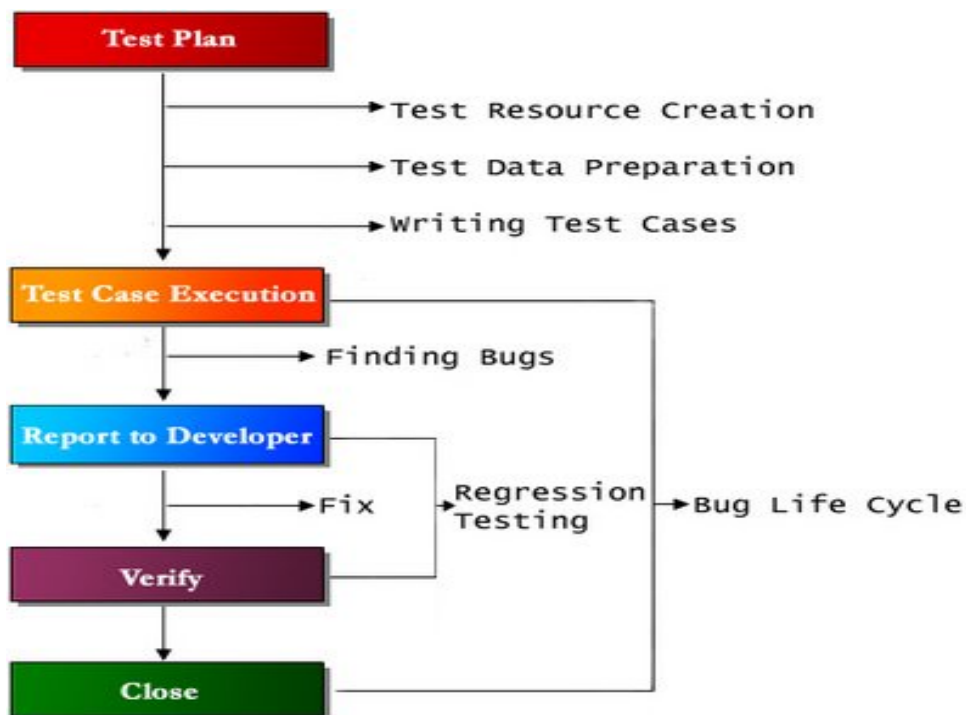 Test Plan
Test Resource Creation
Test Data Preparation
Writing Test Cases
Test Case Execution
Finding Bugs
Report to Developer
Fix
Regression
Testing
Bug Life Cycle
Verify
Close